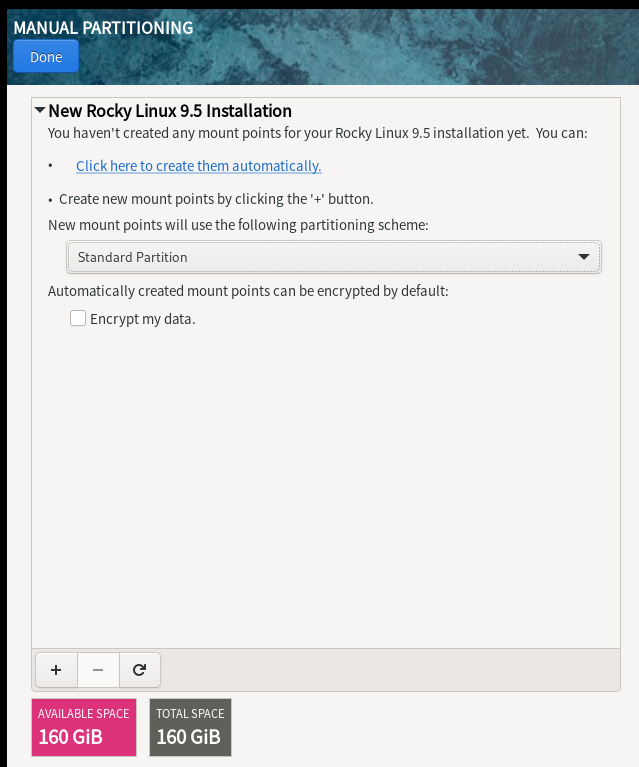 MANUAL PARTITIONING
Done
New Rocky Linux 9.5 Installation
You haven't created any mount points for your Rocky Linux 9.5 installation yet.  You can:
• Click here to create them automatically.
• Create new mount points by clicking the '+' button.
New mount points will use the following partitioning scheme:
Standard Partition
Automatically created mount points can be encrypted by default:
Encrypt my data.
+ −
AVAILABLE SPACE TOTAL SPACE
160 GiB 160 GiB